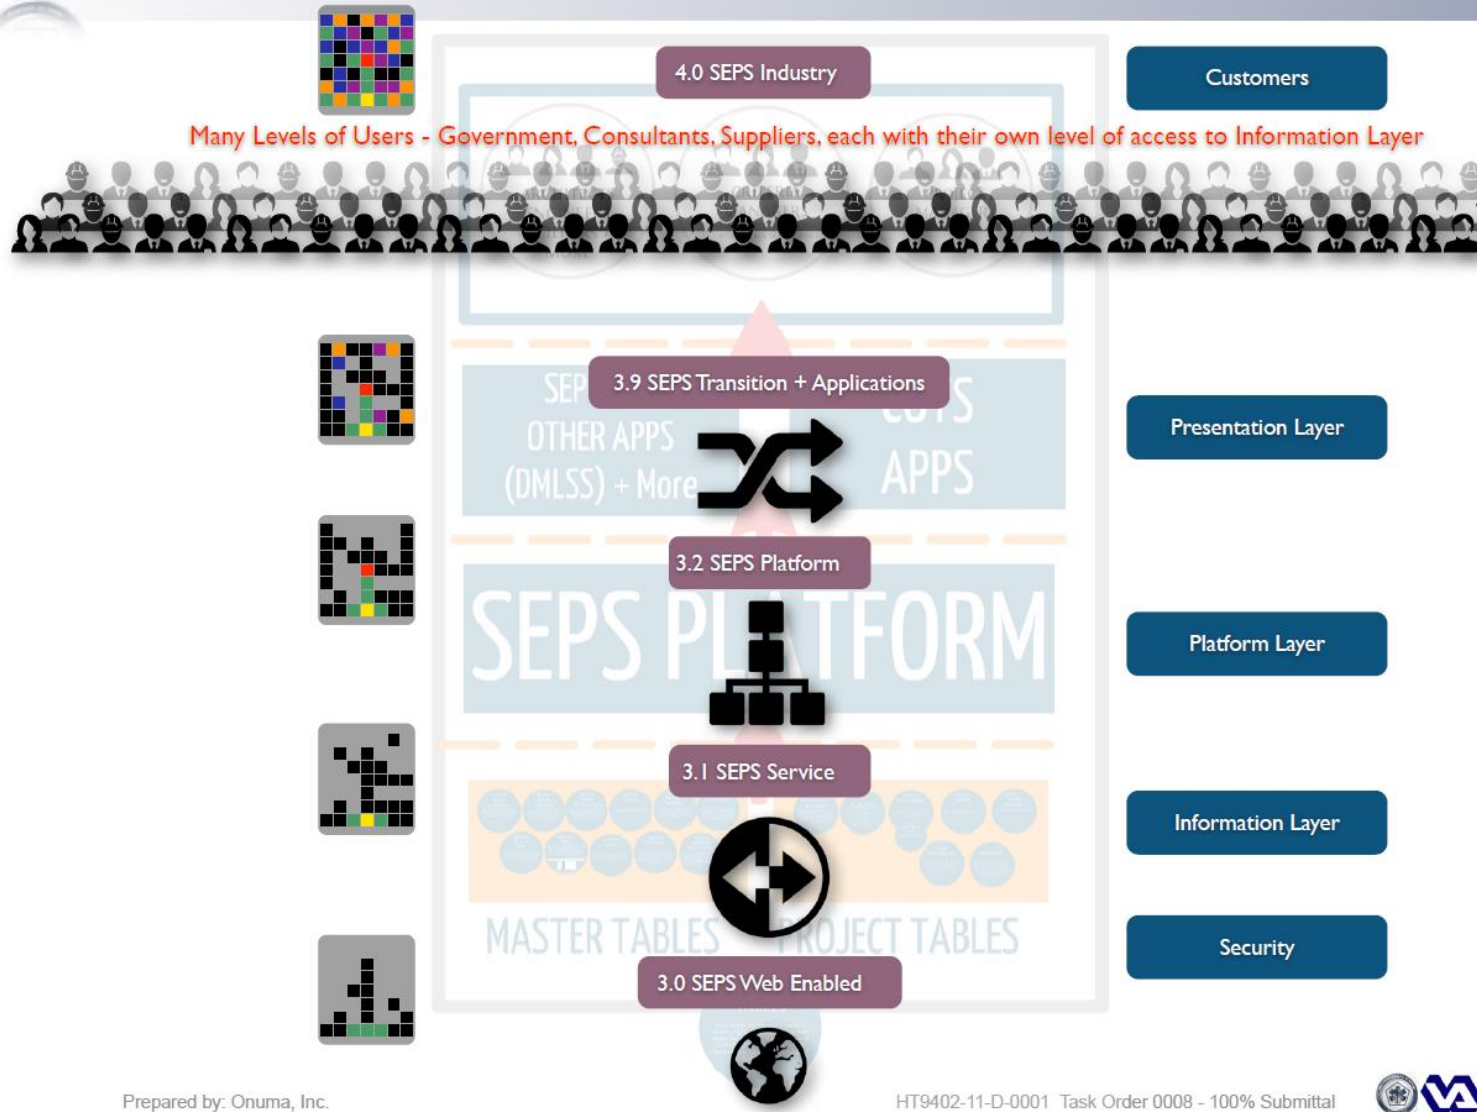 4.0 SEPS Industry
Customers
Many Levels of Users - Government, Consultants, Suppliers, each with their own level of access to Information Layer
3.9 SEPS Transition + Applications
SEP
OTHER APPS
(DMLSS) + More
APPS
Presentation Layer
3.2 SEPS Platform
SEPS PLATFORM
Platform Layer
3.1 SEPS Service
Information Layer
MASTER TABLES
PROJECT TABLES
Security
3.0 SEPS Web Enabled
Prepared by: Onuma, Inc.
HT9402-11-D-0001 Task Order 0008 - 100% Submittal
VA